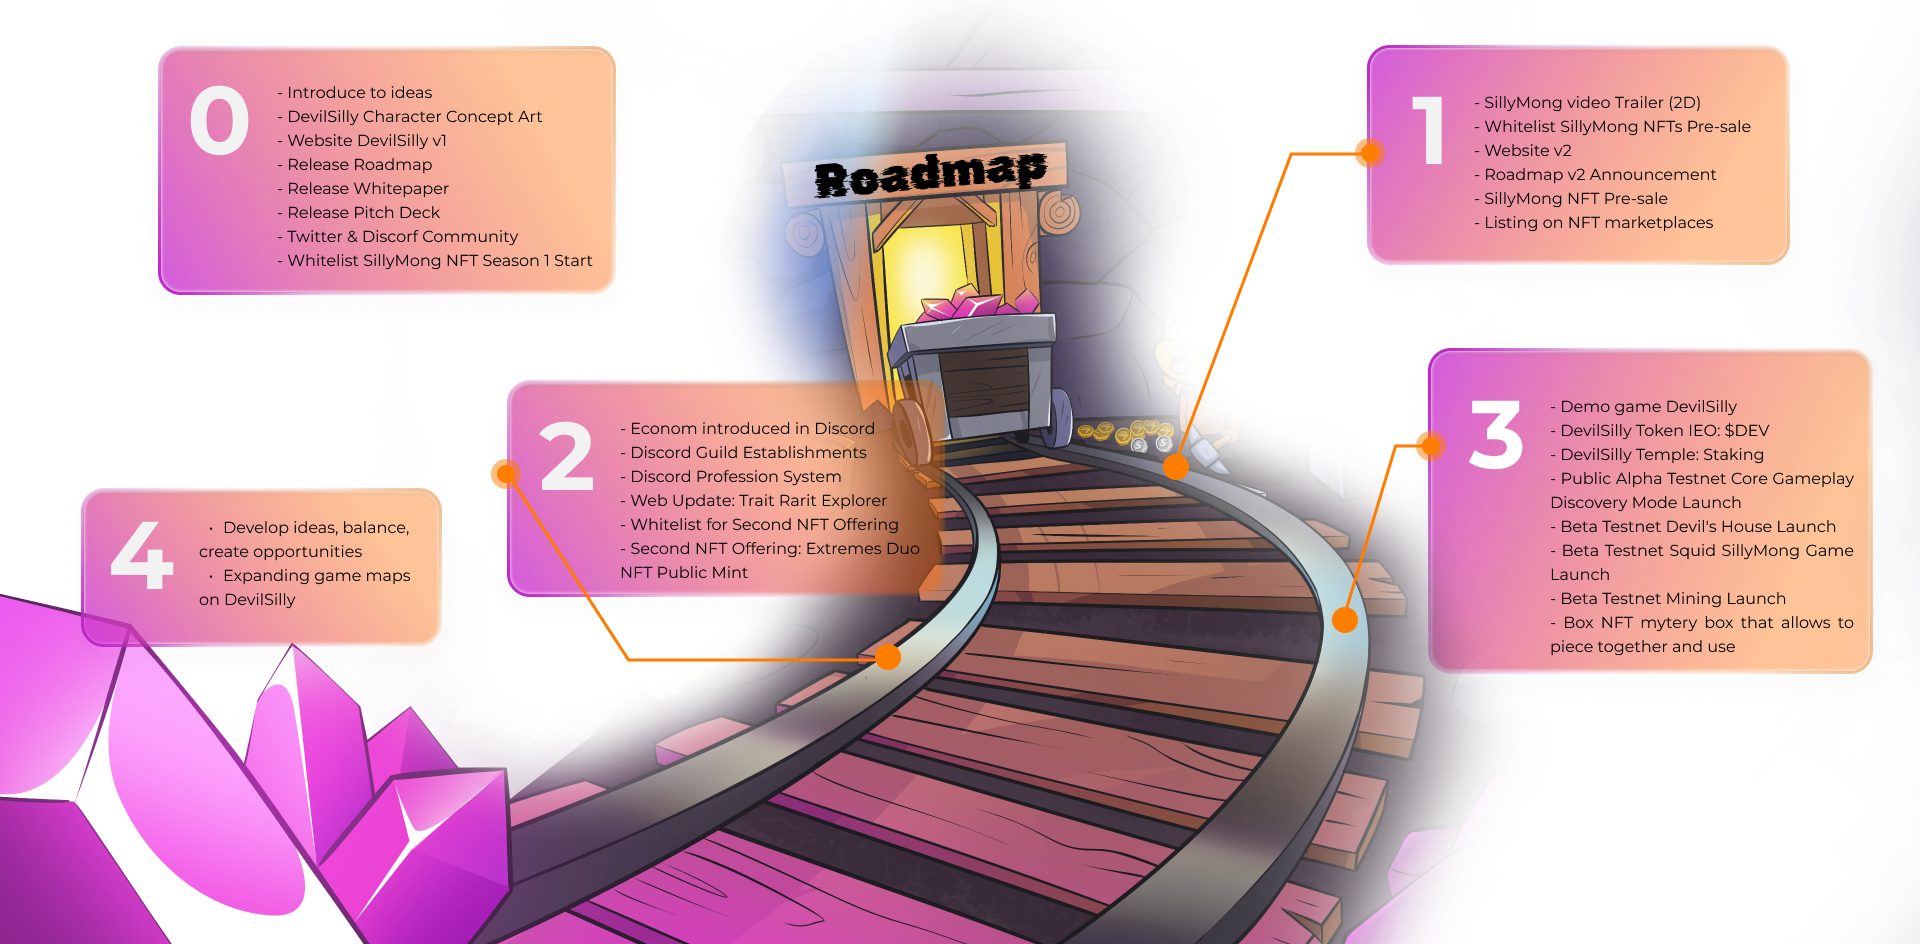 Roadmap
0
- Introduce to ideas
- DevilSilly Character Concept Art
- Website DevilSilly v1
- Release Roadmap
- Release Whitepaper
- Release Pitch Deck
- Twitter & Discorf Community
- Whitelist SillyMong NFT Season 1 Start
1
- SillyMong video Trailer (2D)
- Whitelist SillyMong NFTs Pre-sale
- Website v2
- Roadmap v2 Announcement
- SillyMong NFT Pre-sale
- Listing on NFT marketplaces
2
- Econom introduced in Discord
- Discord Guild Establishments
- Discord Profession System
- Web Update: Trait Rarit Explorer
- Whitelist for Second NFT Offering
- Second NFT Offering: Extremes Duo
NFT Public Mint
3
- Demo game DevilSilly
- DevilSilly Token IEO: $DEV
- DevilSilly Temple: Staking
- Public Alpha Testnet Core Gameplay
Discovery Mode Launch
- Beta Testnet Devil's House Launch
- Beta Testnet Squid SillyMong Game
Launch
- Beta Testnet Mining Launch
- Box NFT mytery box that allows to
piece together and use
4
• Develop ideas, balance,
create opportunities
• Expanding game maps
on DevilSilly